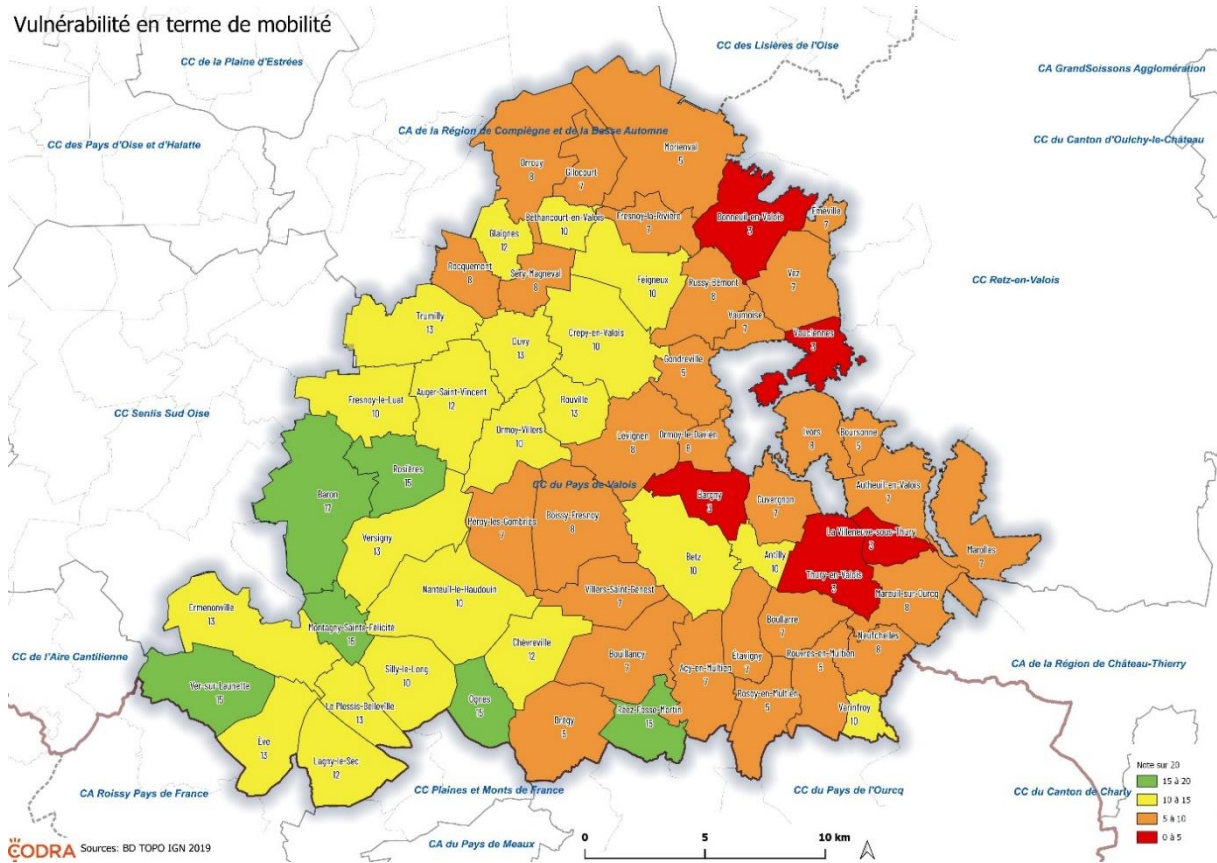 Vulnérabilité en terme de mobilité
CC des Lisières de l'Oise
CC de la Plaine d'Estrées
CA GrandSoissons Agglomération
CA de la Région de Compiègne et de la Basse Automne
CC des Pays d'Oise et d'Halatte
CC du Canton d'Oulchy-le-Château
Morienval
5
Orrouy
8
Gilocourt
7
Bonneuil-en-Valois
3
Éméville
7
Béthancourt-en-Valois
10
Fresnoy-la-Rivière
7
Glaignes
12
Rocquemont
8
Séry-Magneval
8
Feigneux
10
Russy-Bémont
8
Vez
7
CC Retz-en-Valois
Trumilly
13
Duvy
13
Crepy-en-Valois
10
Vaumoise
7
Vauciennes
3
Gondreville
5
Fresnoy-le-Luat
10
Auger-Saint-Vincent
12
Rouville
13
CC Senlis Sud Oise
Ormoy-Villers
10
Lévignen
8
Ormoy-le-Davien
Ivors
Boursonne
5
Rosières
15
Baron
17
CC du Pays de Valois
Bargny
3
Cuvergnon
7
Autheuil-en-Valois
7
Versigny
13
Péroy-les-Gombries
7
Boissy-Fresnoy
8
Betz
10
Antilly
10
La Villeneuve-sous-Thury
3
Marolles
7
Thury-en-Valois
3
Mareuil-sur-Ourcq
8
Nanteuil-le-Haudouin
10
Villers-Saint-Genest
7
Ermenonville
13
Montagny-Sainte-Félicité
15
Chèvreville
12
Bouillancy
7
Boullarre
7
Neufchelles
8
CC de l'Aire Cantilienne
Silly-le-Long
10
Acy-en-Multien
7
Étavigny
7
Rouvres-en-Multien
CA de la Région de Château-Thierry
Ver-sur-Launette
15
Le Plessis-Belleville
13
Ognes
15
Réez-Fosse-Martin
15
Rosoy-en-Multien
5
Varinfroy
10
Brégy
Ève
13
Lagny-le-Sec
12
CA Roissy Pays de France
CC Plaines et Monts de France
CC du Pays de l'Ourcq
CC du Canton de Charly
Note sur 20
15 à 20
10 à 15
5 à 10
0 à 5
CA du Pays de Meaux
0 5 10 km
CODRA Sources: BD TOPO IGN 2019